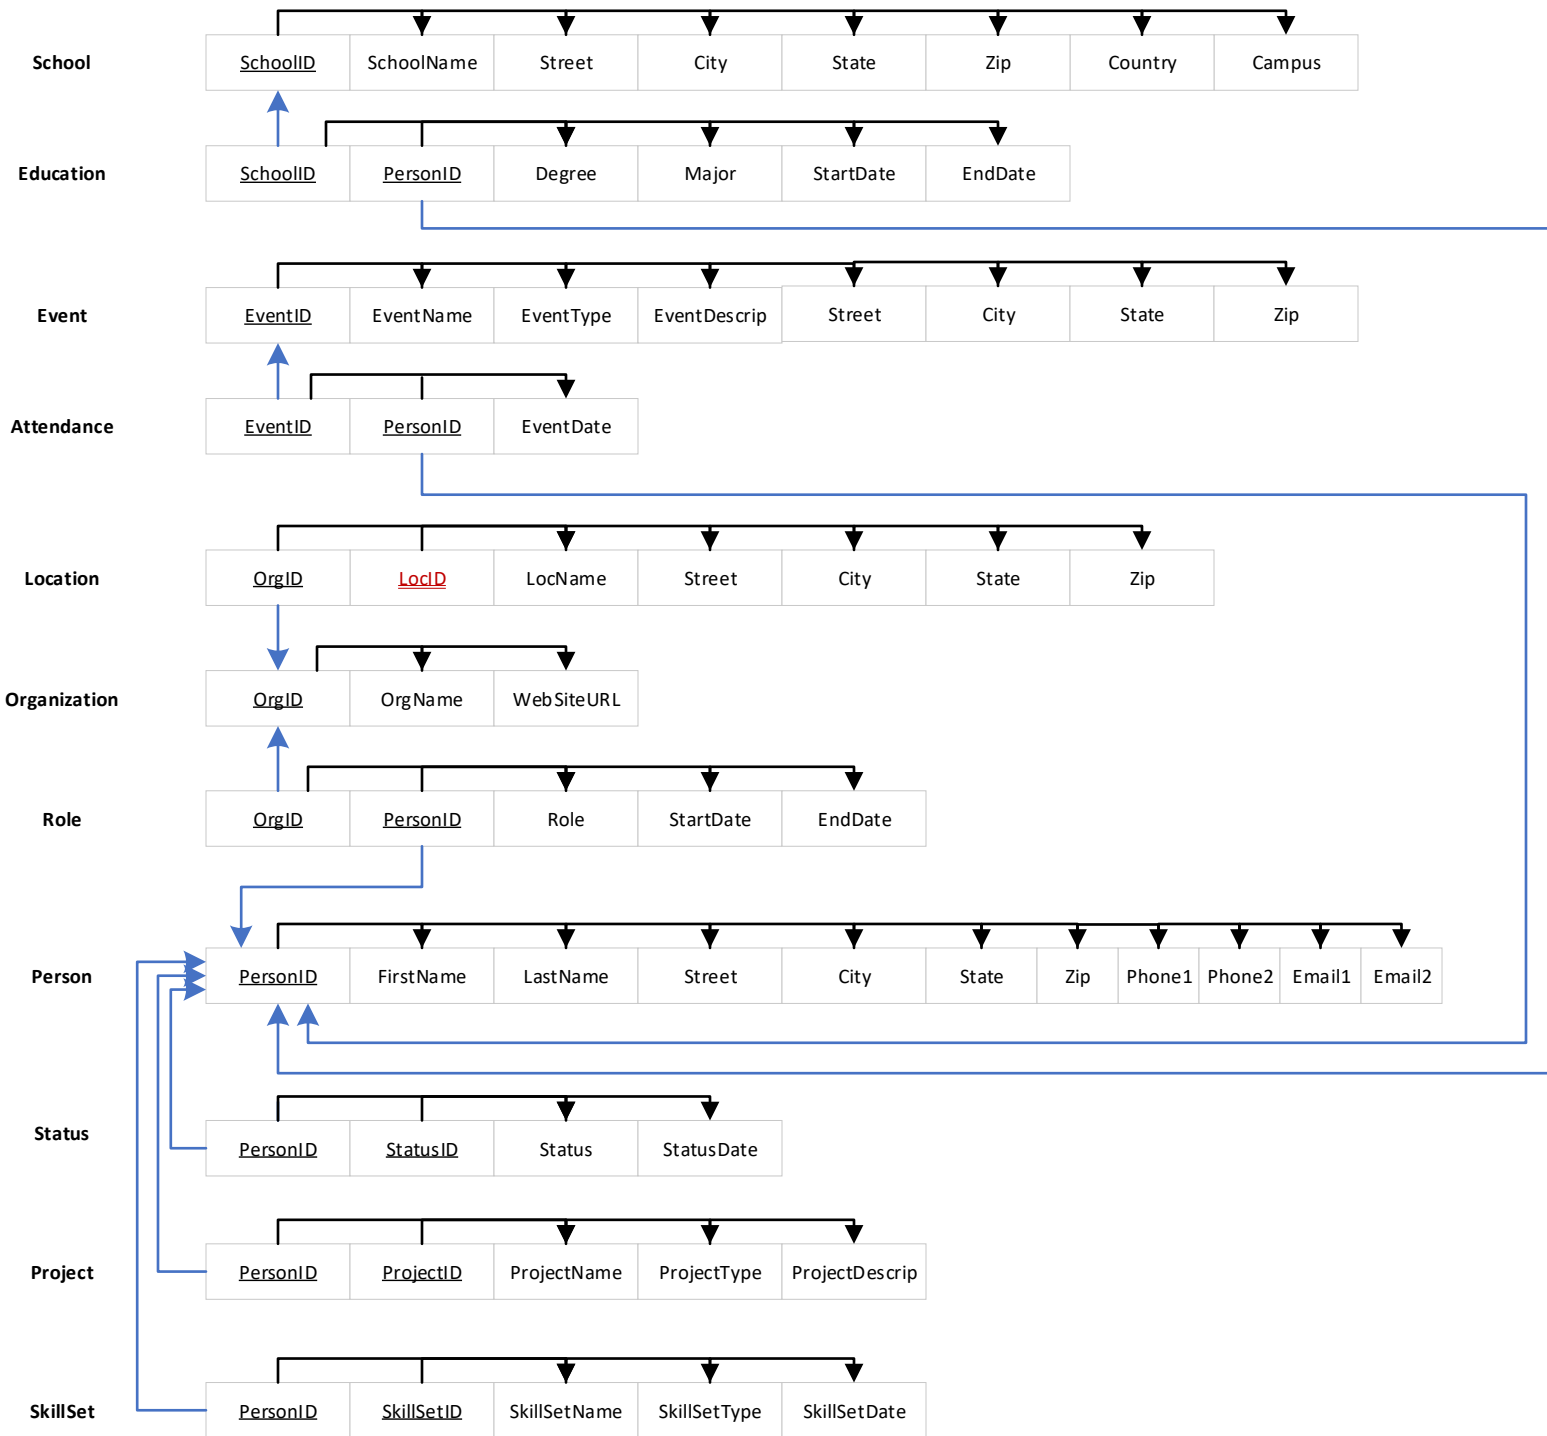 School SchoolID SchoolName Street City State Zip Country Campus
Education SchoolID PersonID Degree Major StartDate EndDate
Event EventID EventName EventType EventDescrip Street City State Zip
Attendance EventID PersonID EventDate
Location OrgID LocID LocName Street City State Zip
Organization OrgID OrgName WebSiteURL
Role OrgID PersonID Role StartDate EndDate
Person PersonID FirstName LastName Street City State Zip Phone1 Phone2 Email1 Email2
Status PersonID StatusID Status StatusDate
Project PersonID ProjectID ProjectName ProjectType ProjectDescrip
SkillSet PersonID SkillSetID SkillSetName SkillSetType SkillSetDate